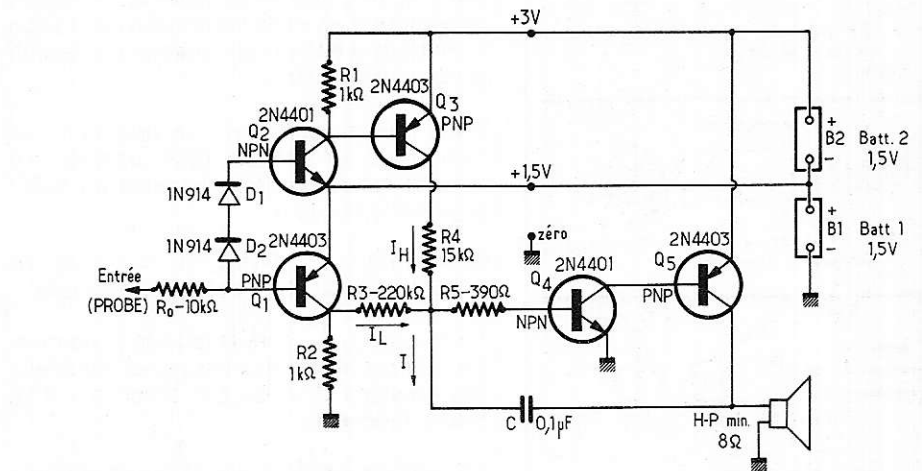 +3V
R1
1kΩ
2N4403
Q3
PNP
2N4401
Q2
NPN
+
B2
-
Batt. 2
1,5V
+1,5V
1N914
D1
+
B1
-
Batt 1
1,5V
zéro
1N914
D2
2N4403
IH
R4
15kΩ
Q4
2N4401
2N4403
Q5
PNP
Entrée
(PROBE)
R0-10kΩ
PNP
Q1
R3-220kΩ
IL
R5-390Ω
NPN
I
R2
1kΩ
C
0,1µF
H-P min.
8Ω